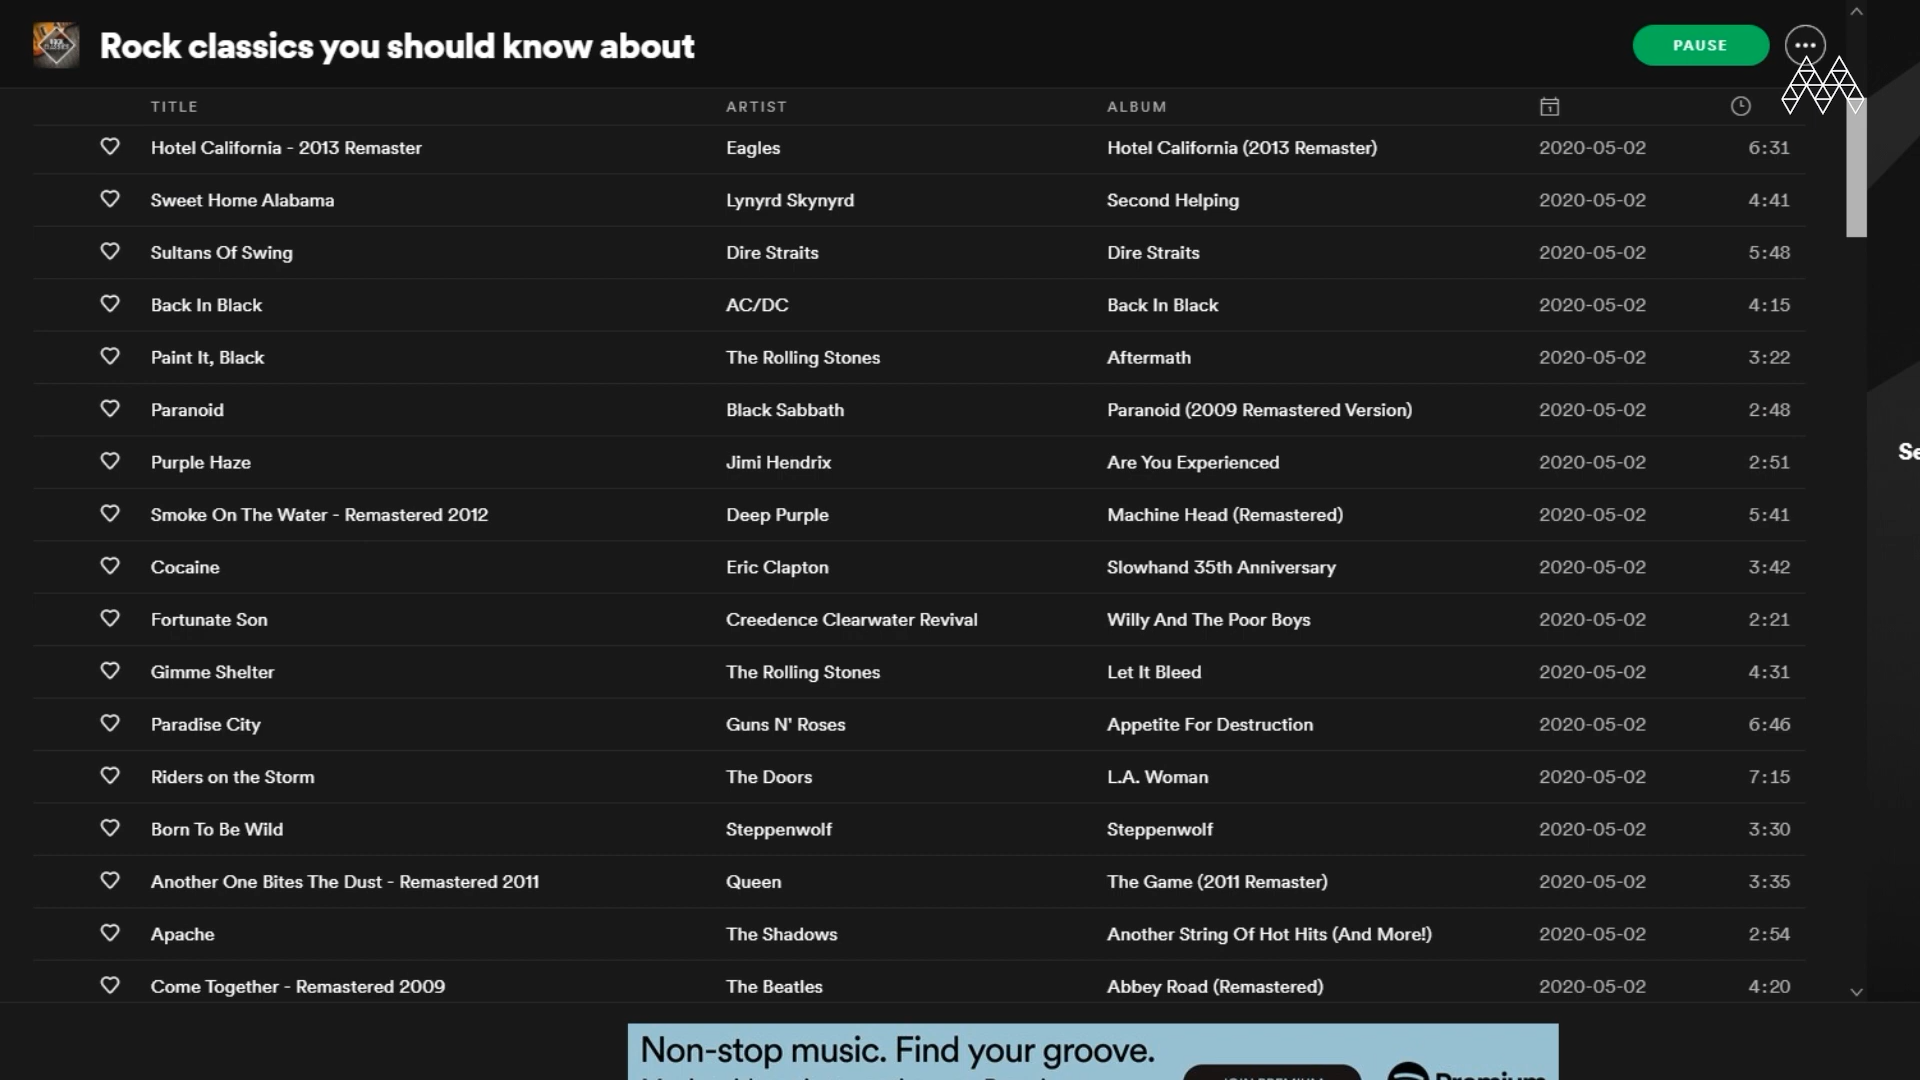 Rock classics you should know about
PAUSE
TITLE ARTIST ALBUM
Hotel California - 2013 Remaster Eagles Hotel California (2013 Remaster) 2020-05-02 6:31
Sweet Home Alabama Lynyrd Skynyrd Second Helping 2020-05-02 4:41
Sultans Of Swing Dire Straits Dire Straits 2020-05-02 5:48
Back In Black AC/DC Back In Black 2020-05-02 4:15
Paint It, Black The Rolling Stones Aftermath 2020-05-02 3:22
Paranoid Black Sabbath Paranoid (2009 Remastered Version) 2020-05-02 2:48
Purple Haze Jimi Hendrix Are You Experienced 2020-05-02 2:51
Smoke On The Water - Remastered 2012 Deep Purple Machine Head (Remastered) 2020-05-02 5:41
Cocaine Eric Clapton Slowhand 35th Anniversary 2020-05-02 3:42
Fortunate Son Creedence Clearwater Revival Willy And The Poor Boys 2020-05-02 2:21
Gimme Shelter The Rolling Stones Let It Bleed 2020-05-02 4:31
Paradise City Guns N' Roses Appetite For Destruction 2020-05-02 6:46
Riders on the Storm The Doors L.A. Woman 2020-05-02 7:15
Born To Be Wild Steppenwolf Steppenwolf 2020-05-02 3:30
Another One Bites The Dust - Remastered 2011 Queen The Game (2011 Remaster) 2020-05-02 3:35
Apache The Shadows Another String Of Hot Hits (And More!) 2020-05-02 2:54
Come Together - Remastered 2009 The Beatles Abbey Road (Remastered) 2020-05-02 4:20
Se
Non-stop music. Find your groove.
JOIN PREMIUM
Premium